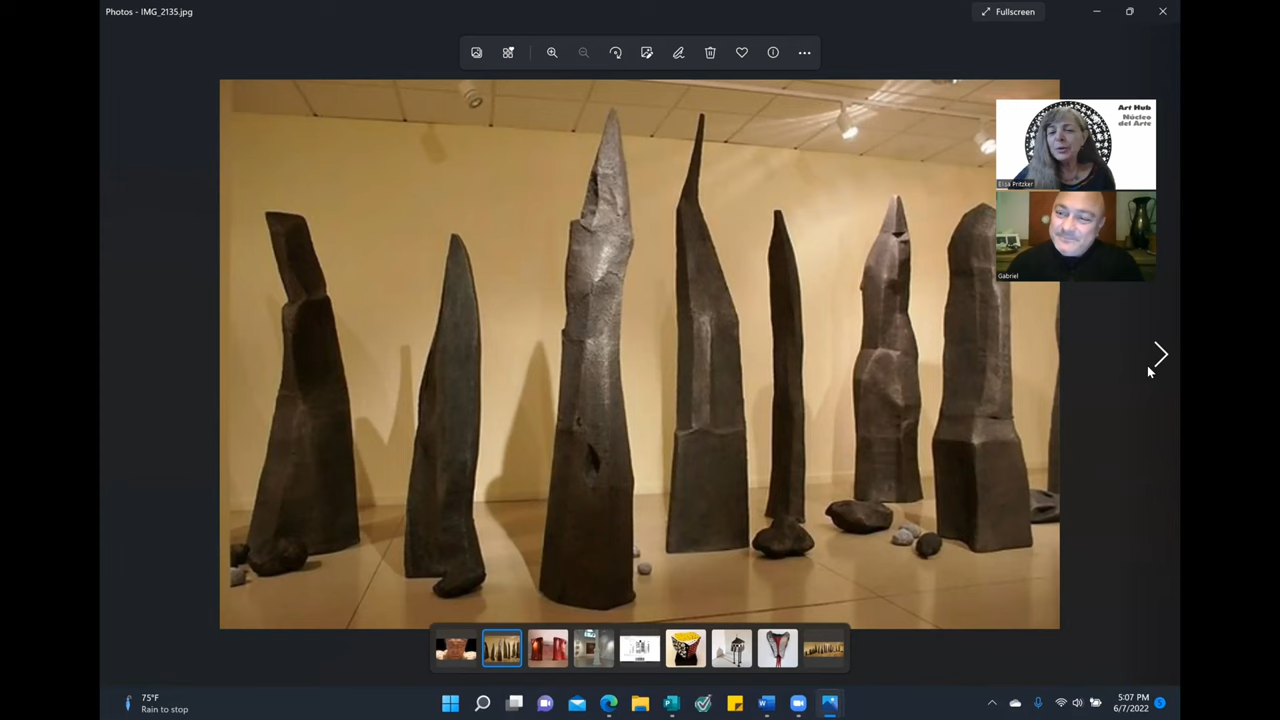 Photos - IMG_2135.jpg
Fullscreen
Art Hub
Núcleo
del Arte
Elisa Pritzker
Gabriel
75°F
Rain to stop
5:07 PM
6/7/2022
5